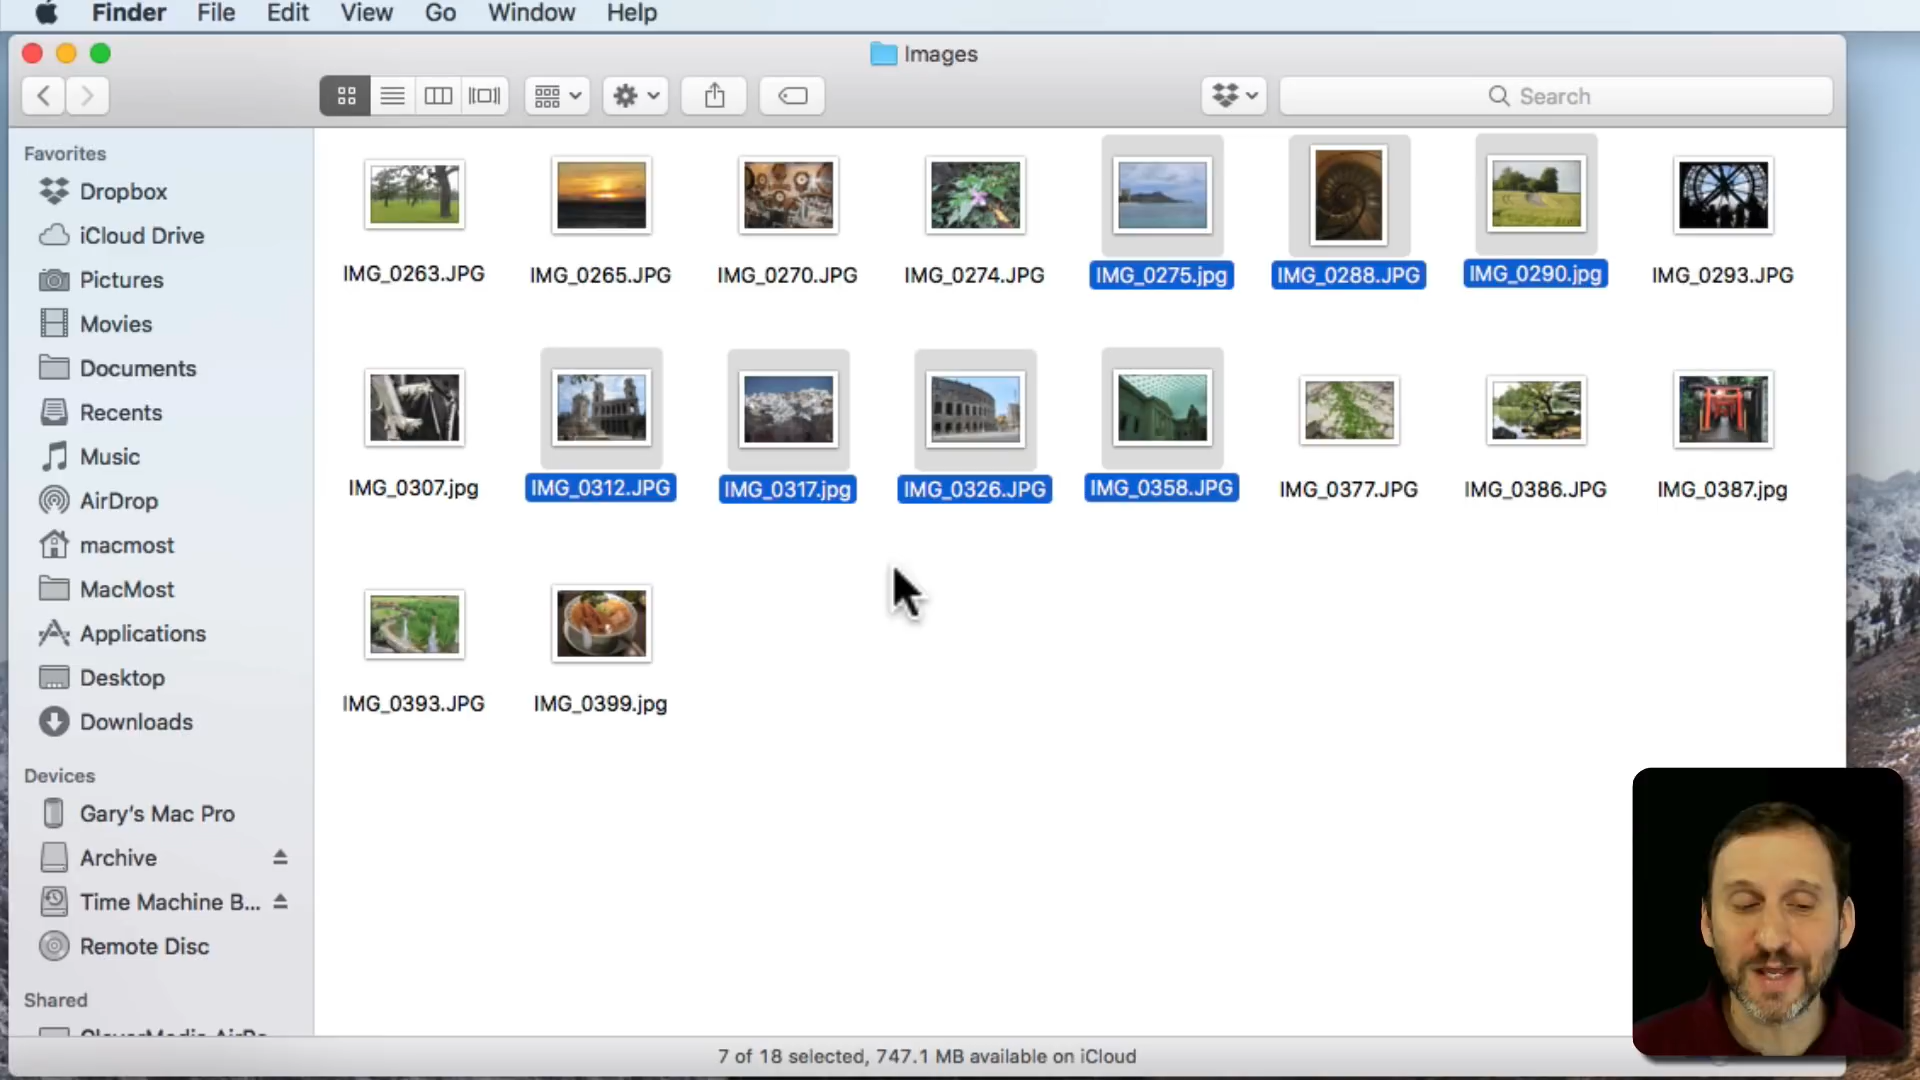 Finder File Edit View Go Window Help
Images
Search
Favorites
Dropbox
iCloud Drive
Pictures
Movies
Documents
Recents
Music
AirDrop
macmost
MacMost
Applications
Desktop
Downloads
Devices
Gary's Mac Pro
Archive
Time Machine B...
Remote Disc
Shared
IMG_0263.JPG IMG_0265.JPG IMG_0270.JPG IMG_0274.JPG IMG_0275.jpg IMG_0288.JPG IMG_0290.jpg IMG_0293.JPG
IMG_0307.jpg IMG_0312.JPG IMG_0317.jpg IMG_0326.JPG IMG_0358.JPG IMG_0377.JPG IMG_0386.JPG IMG_0387.jpg
IMG_0393.JPG IMG_0399.jpg
7 of 18 selected, 747.1 MB available on iCloud